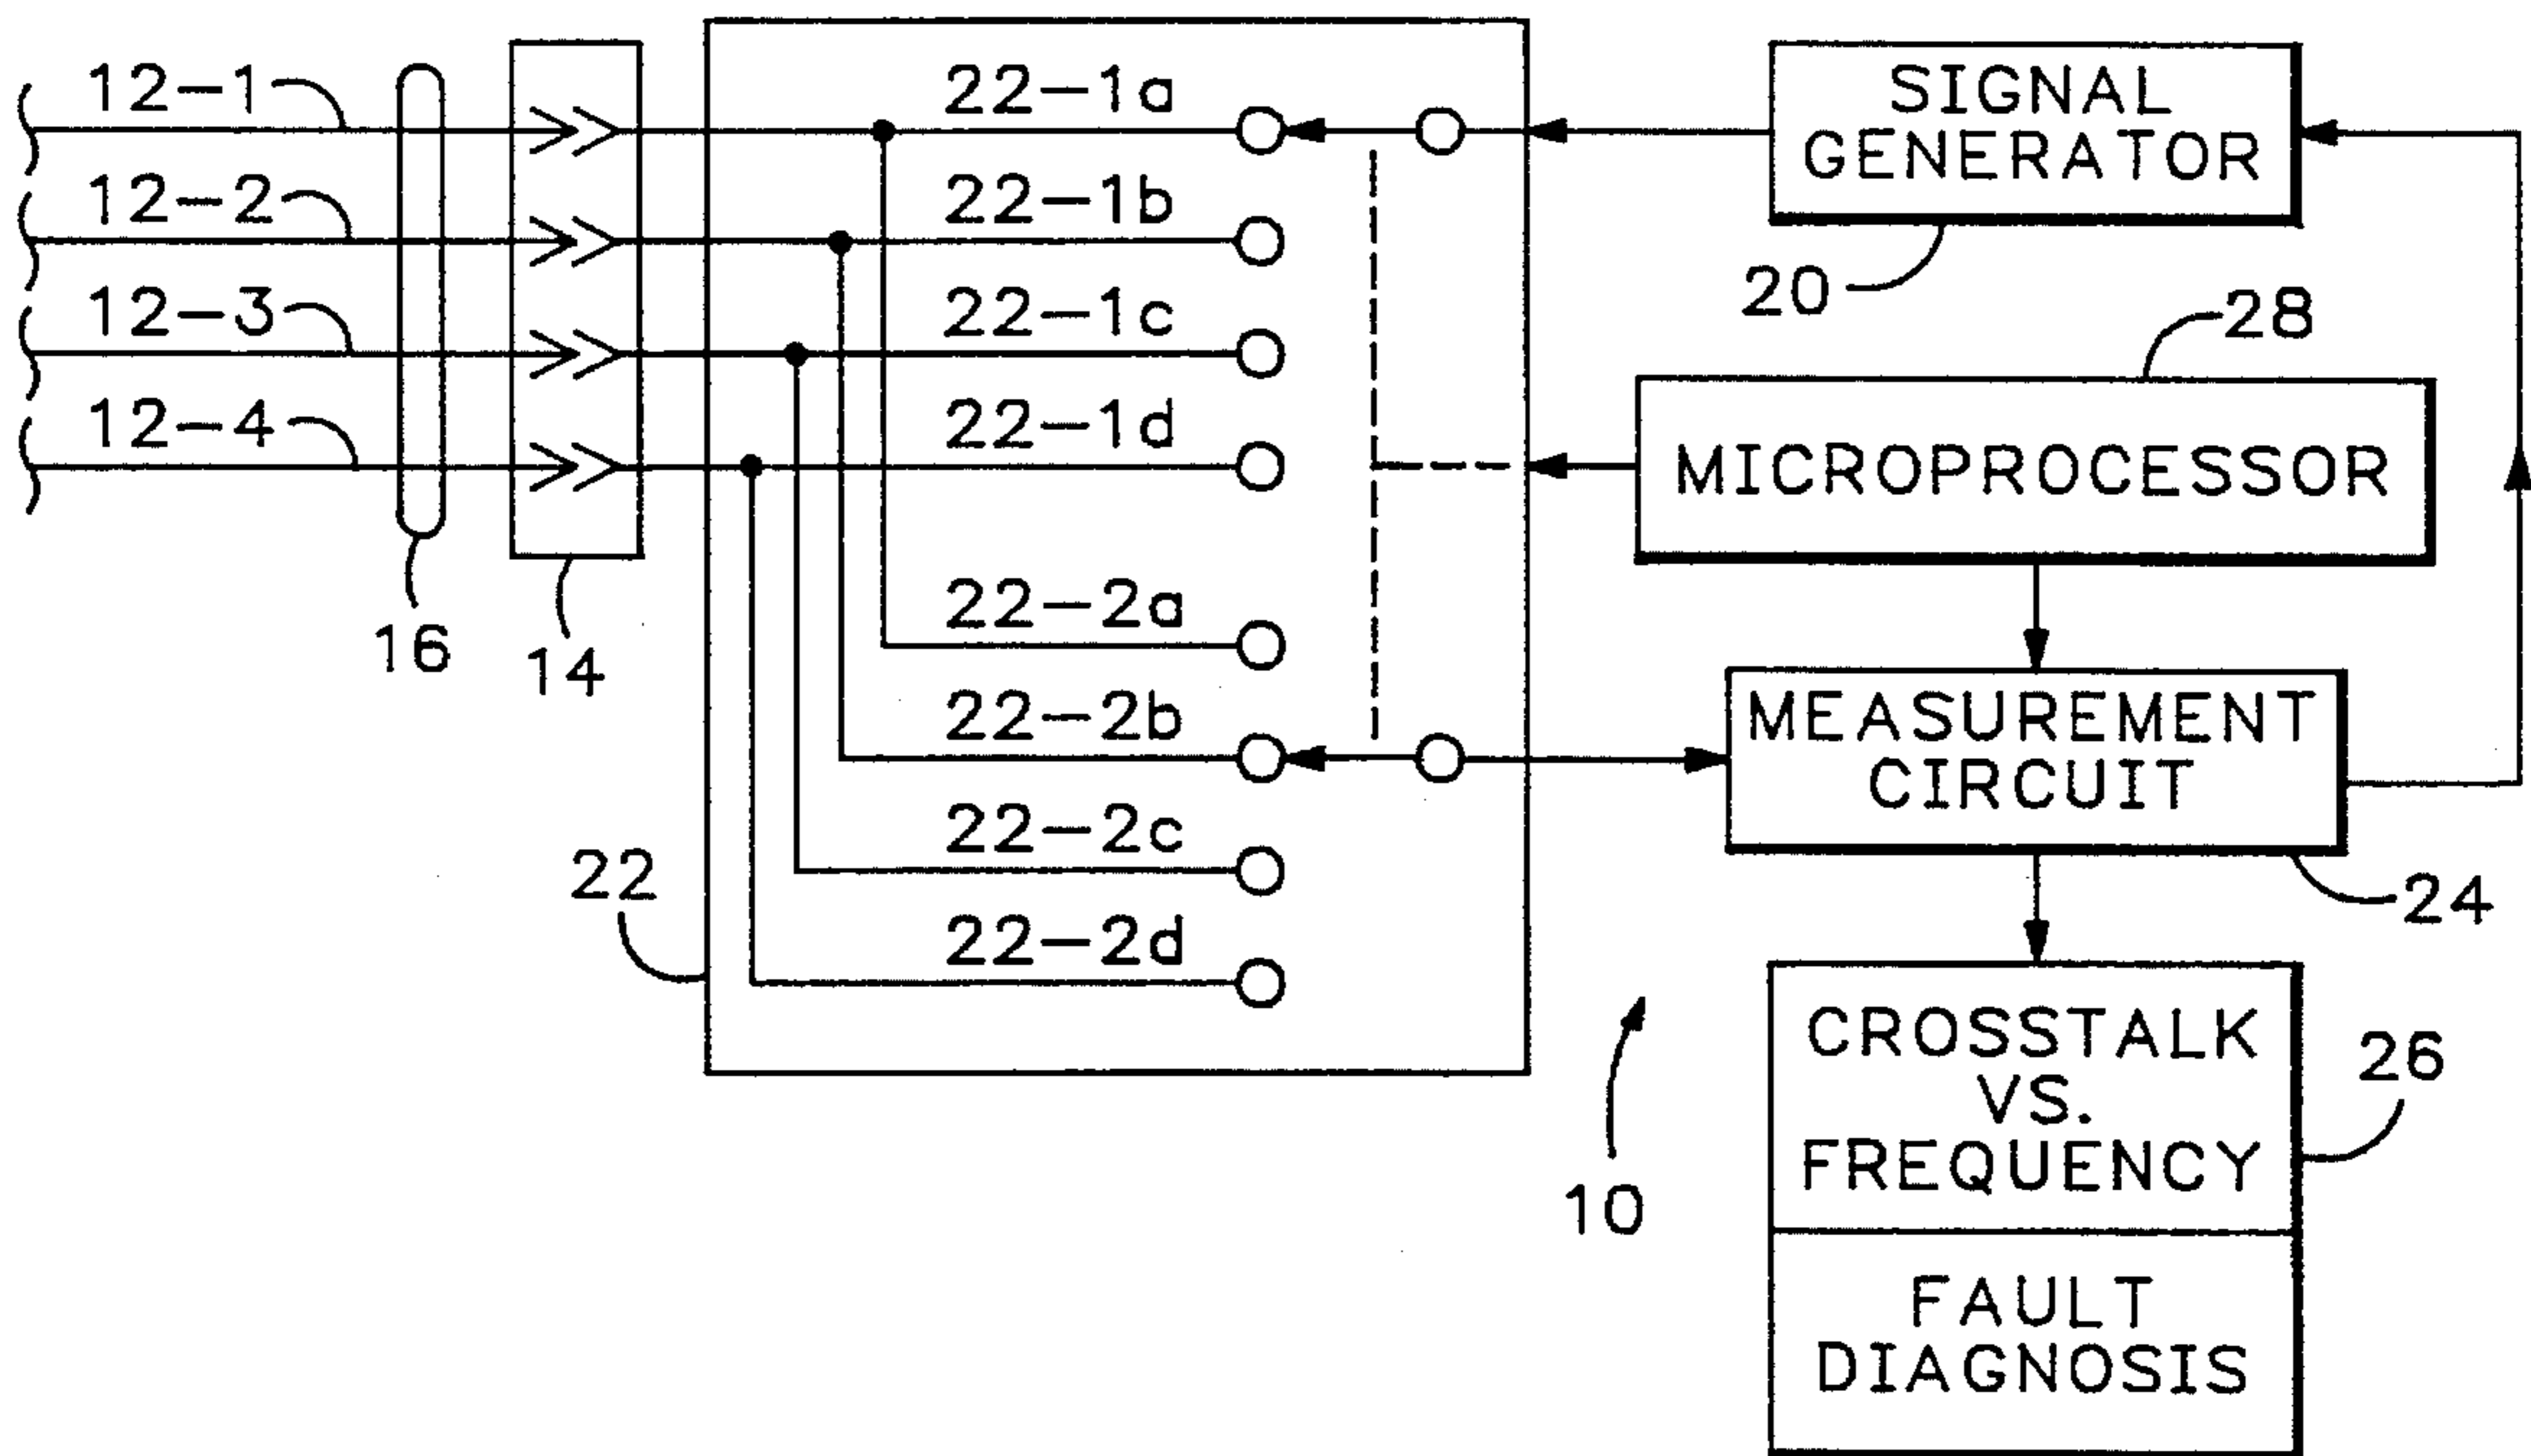 12-1
12-2
12-3
12-4
16
14
22-1a
22-1b
22-1c
22-1d
22-2a
22-2b
22-2c
22-2d
22
SIGNAL
GENERATOR
20
28
MICROPROCESSOR
MEASUREMENT
CIRCUIT
24
CROSSTALK
VS.
FREQUENCY
26
FAULT
DIAGNOSIS
10